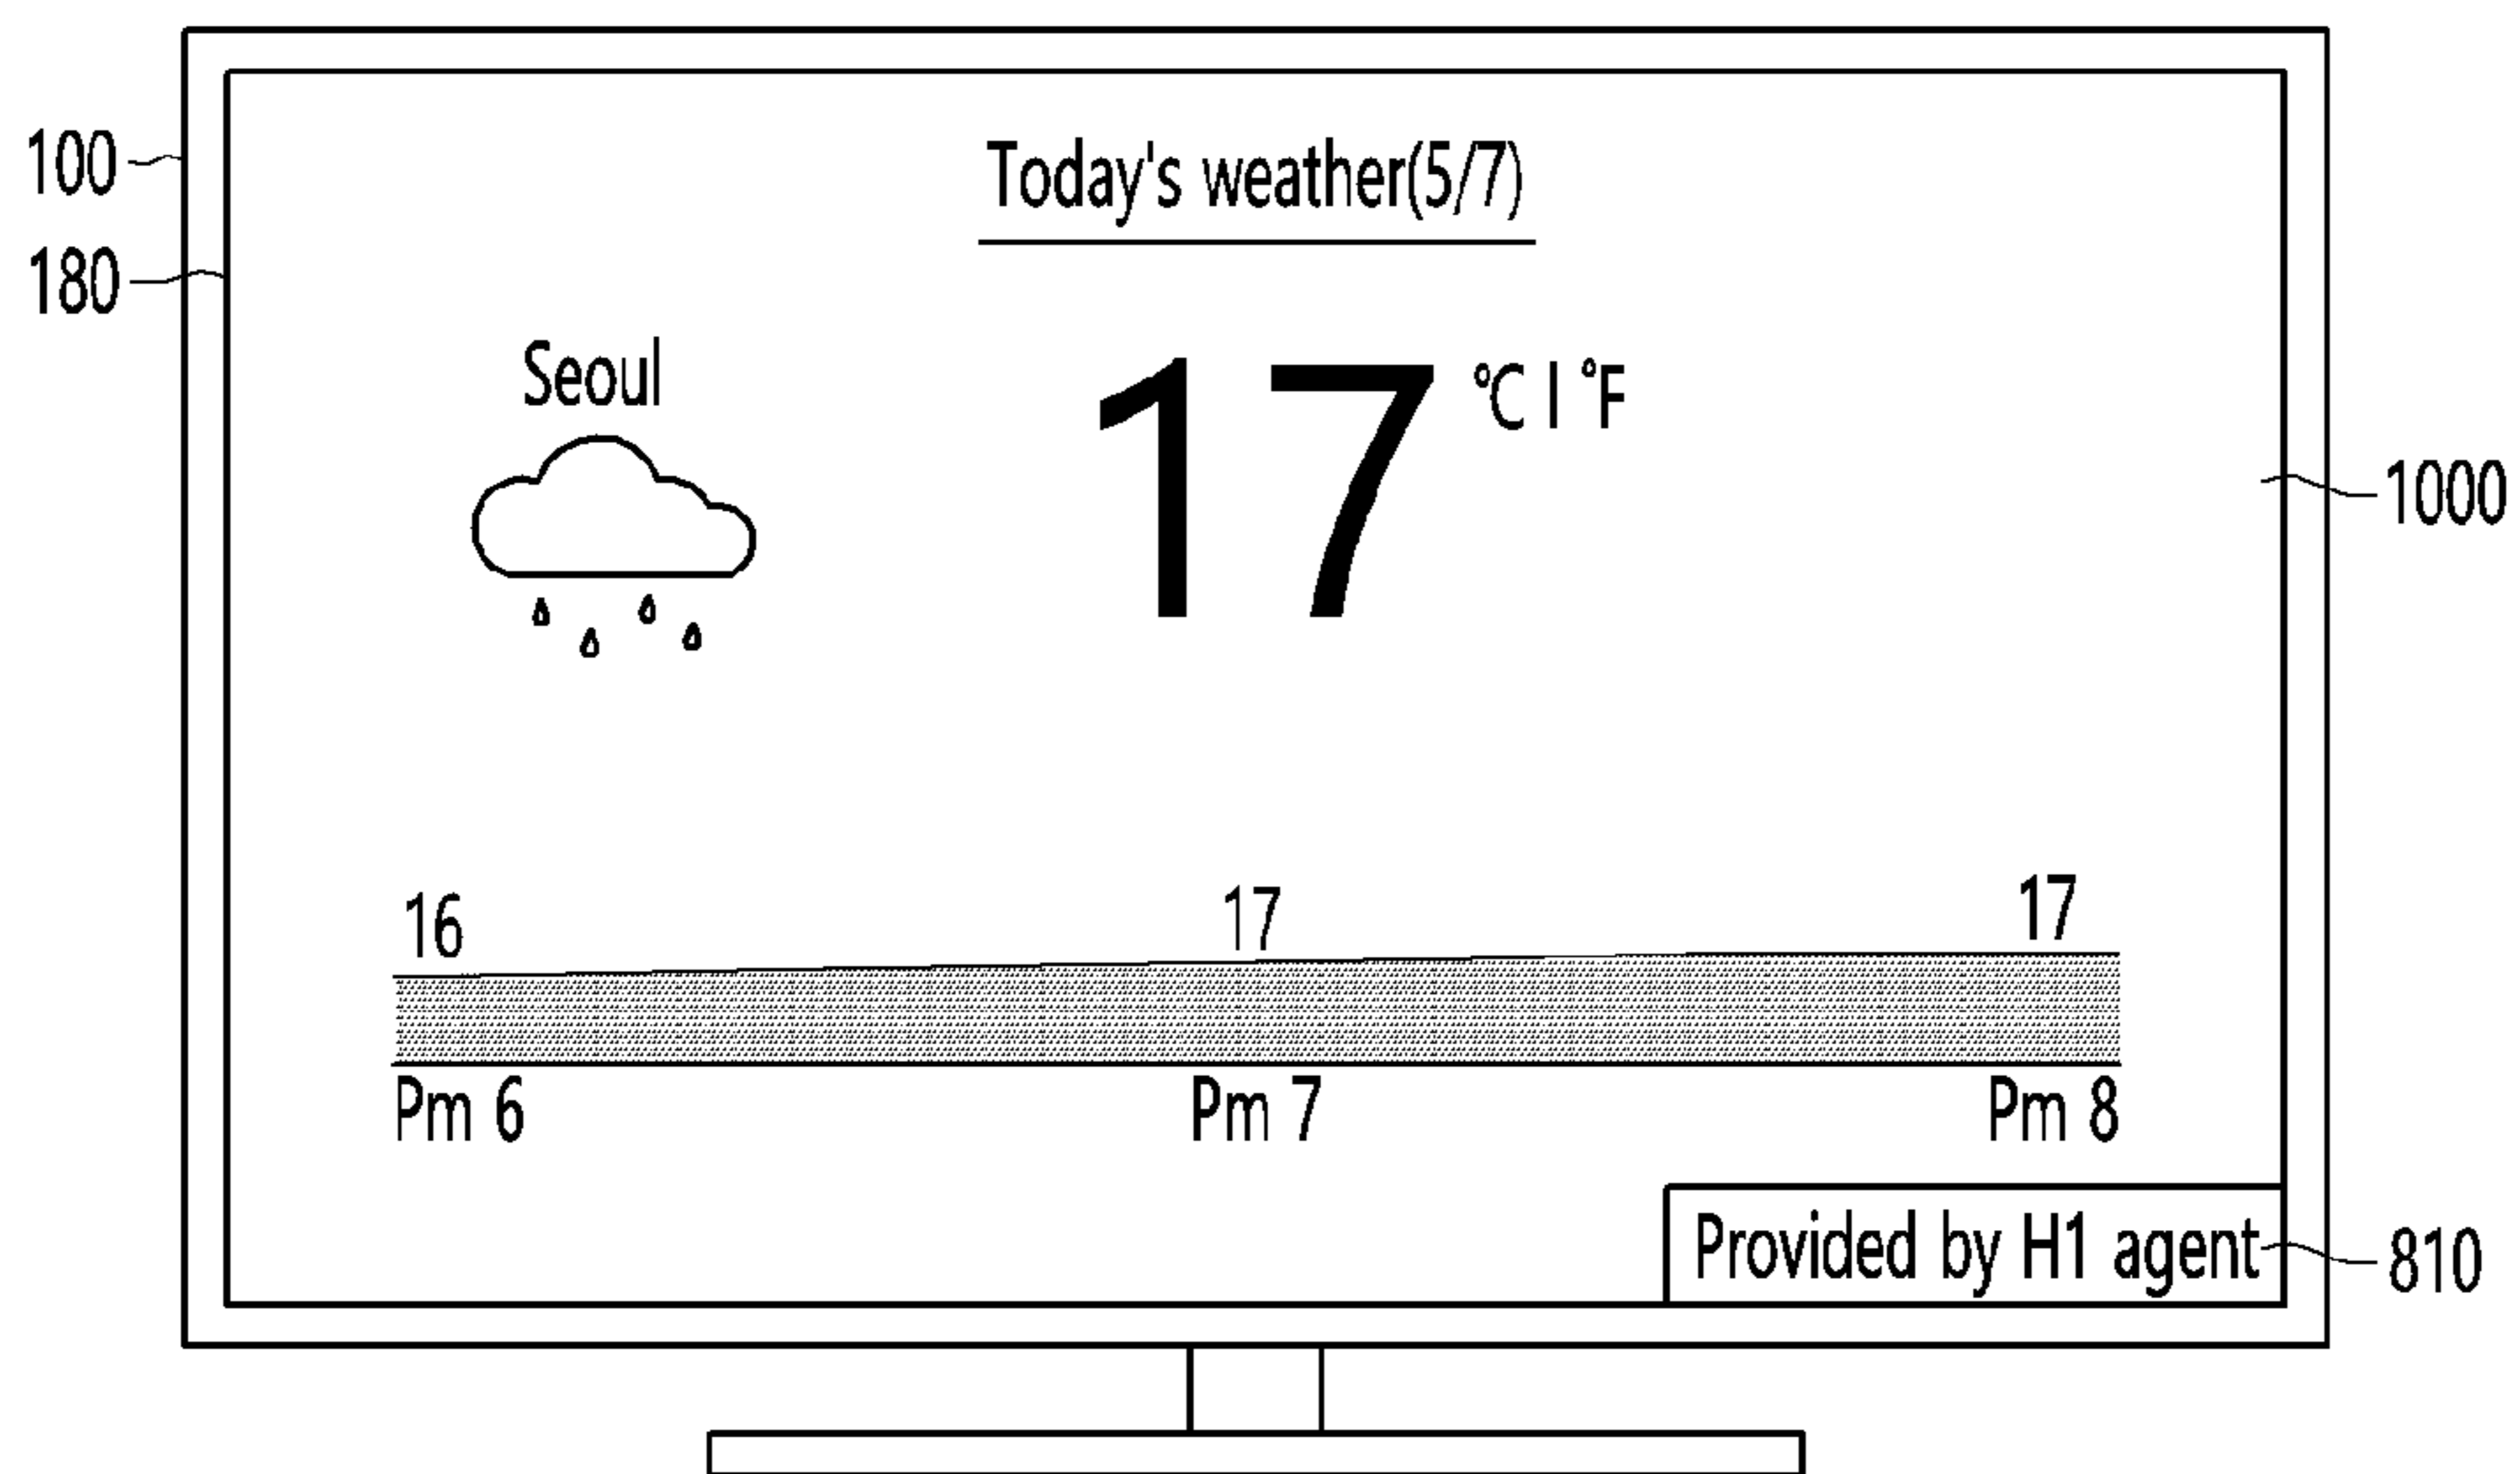 100
Today's weather(5/7)
180
Seoul
17 °C | °F
1000
16 17 17
Pm 6 Pm 7 Pm 8
Provided by H1 agent
810